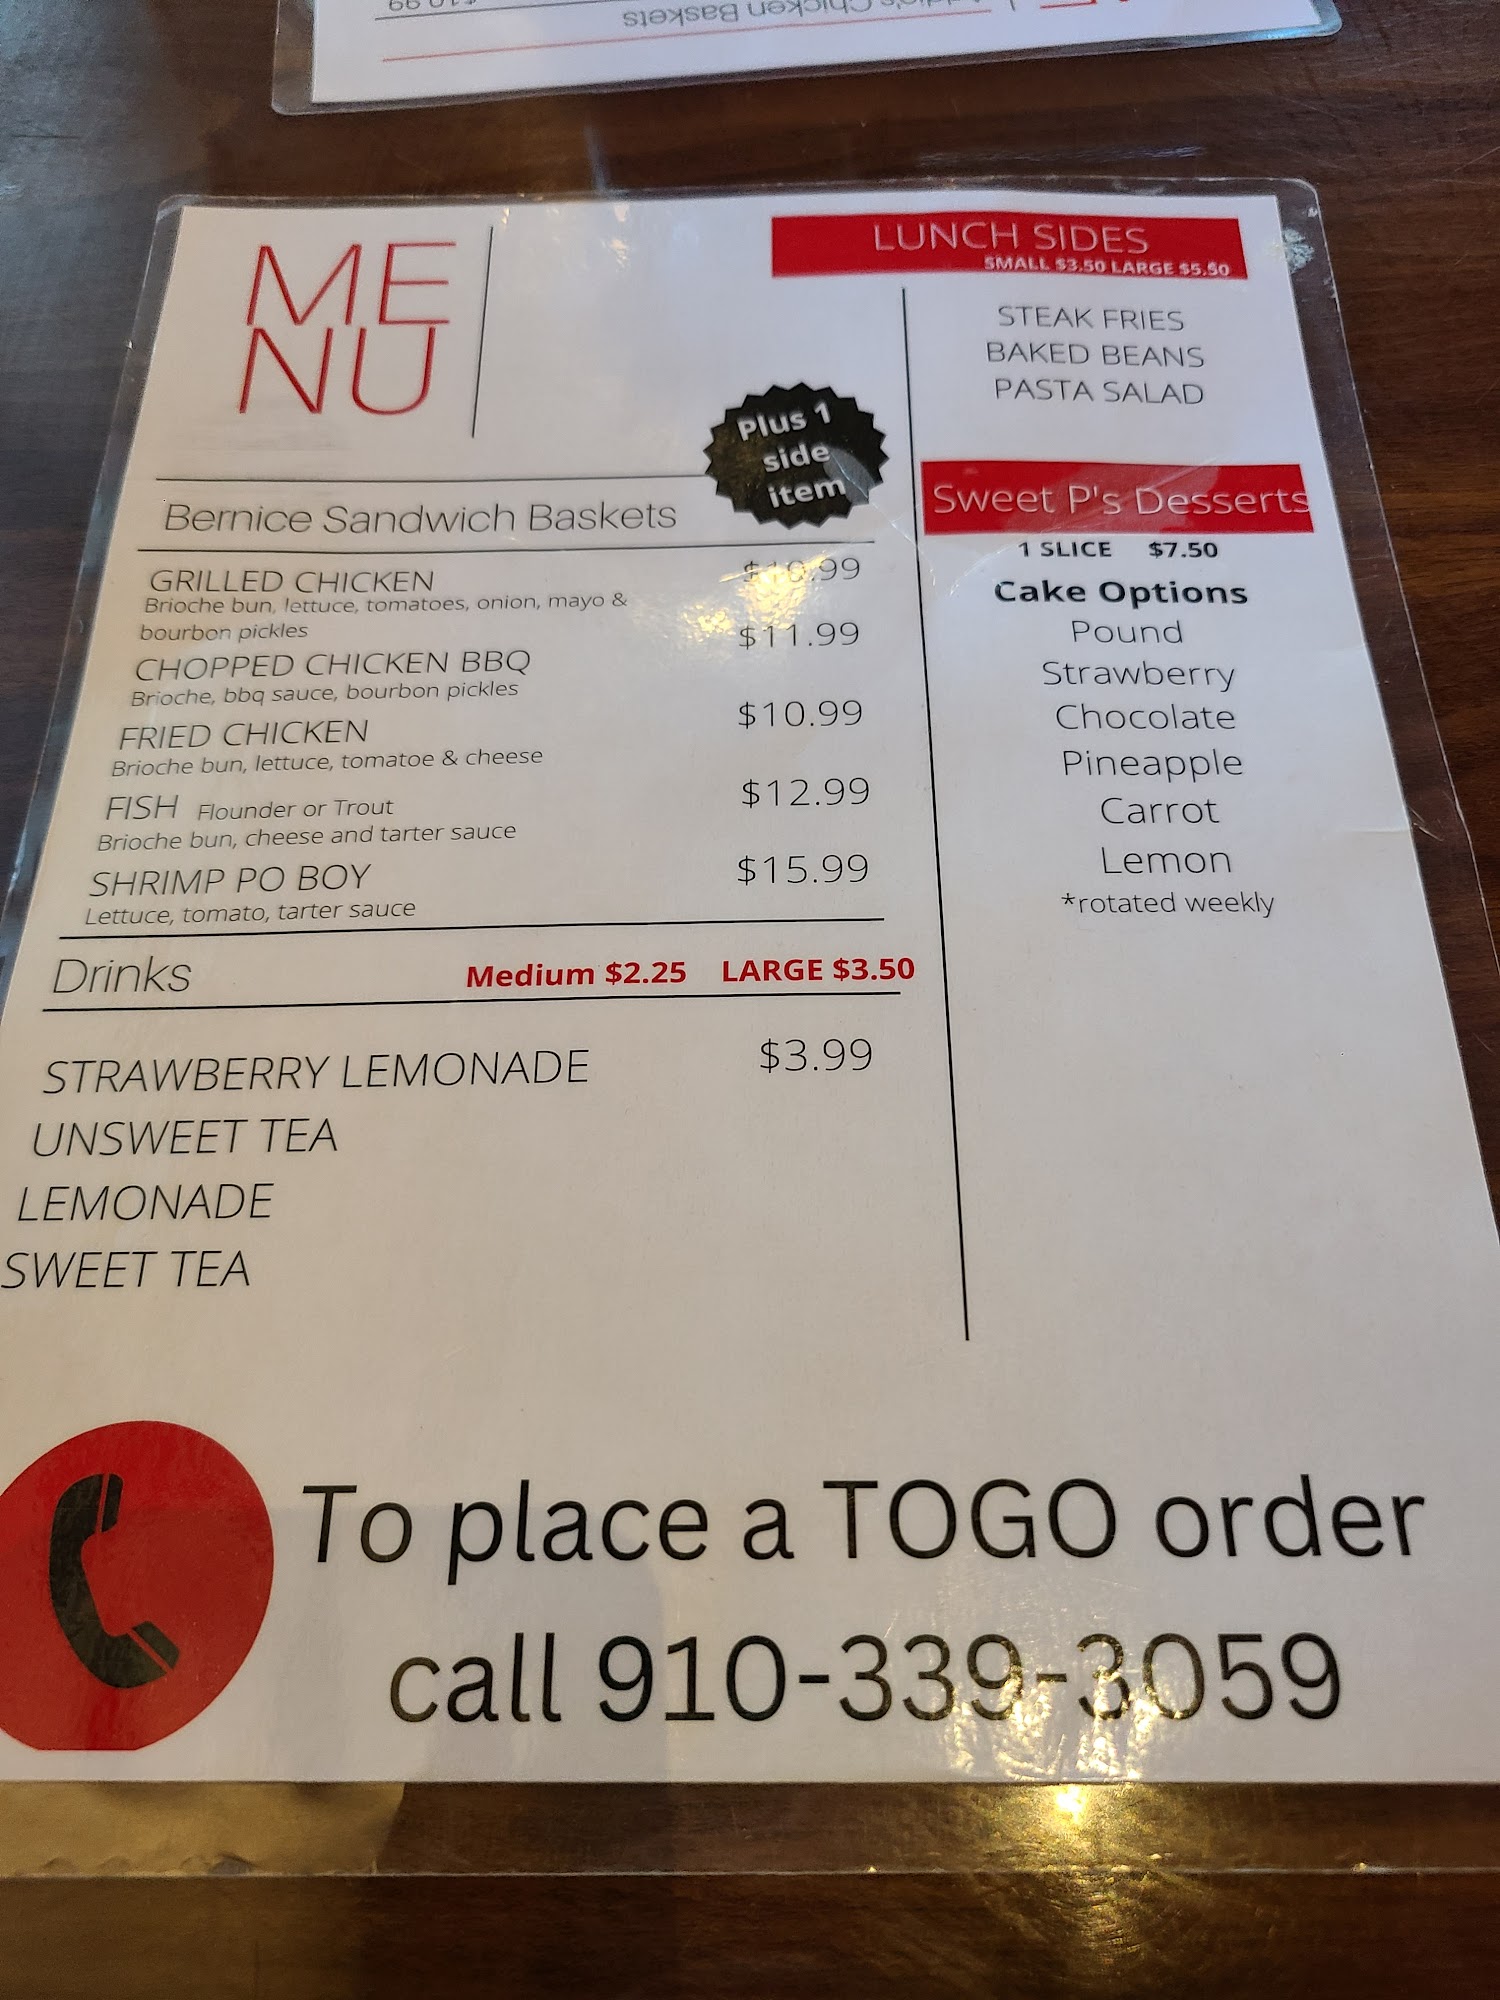 Chicken Baskets
ME
NU
Plus 1
side
item
Bernice Sandwich Baskets
GRILLED CHICKEN $10.99
Brioche bun, lettuce, tomatoes, onion, mayo &
bourbon pickles
CHOPPED CHICKEN BBQ $11.99
Brioche, bbq sauce, bourbon pickles
FRIED CHICKEN $10.99
Brioche bun, lettuce, tomatoe & cheese
FISH Flounder or Trout $12.99
Brioche bun, cheese and tarter sauce
SHRIMP PO BOY $15.99
Lettuce, tomato, tarter sauce
Drinks Medium $2.25 LARGE $3.50
STRAWBERRY LEMONADE $3.99
UNSWEET TEA
LEMONADE
SWEET TEA
LUNCH SIDES
SMALL $3.50 LARGE $5.50
STEAK FRIES
BAKED BEANS
PASTA SALAD
Sweet P's Desserts
1 SLICE $7.50
Cake Options
Pound
Strawberry
Chocolate
Pineapple
Carrot
Lemon
*rotated weekly
To place a TOGO order
call 910-339-3059